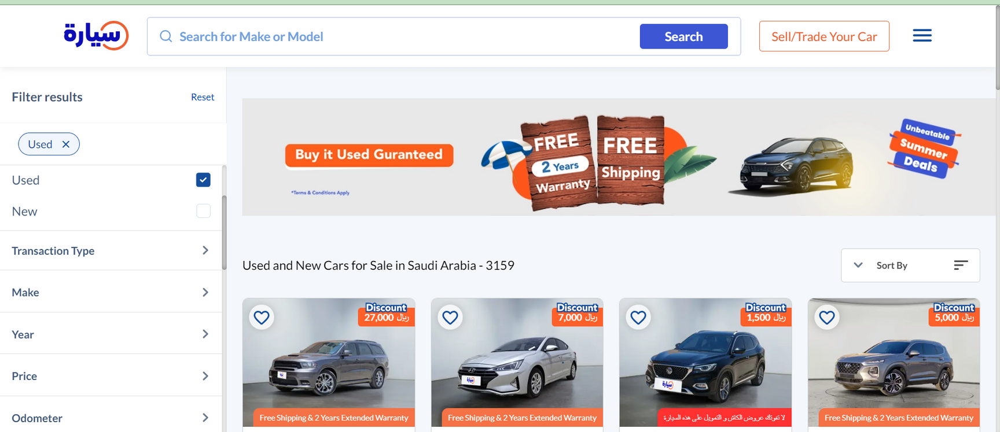 سيارة
Search for Make or Model
Search
Sell/Trade Your Car
Filter results
Reset
Used
Used
New
Transaction Type
Make
Year
Price
Odometer
Buy it Used Guranteed
*Terms & Conditions Apply
FREE
2 Years
Warranty
FREE
Shipping
Unbeatable
Summer
Deals
Used and New Cars for Sale in Saudi Arabia - 3159
Sort By
Discount
27,000 ريال
سيارة
Free Shipping & 2 Years Extended Warranty
Discount
7,000 ريال
سيارة
Free Shipping & 2 Years Extended Warranty
Discount
1,500 ريال
سيارة
لا تفوتك عروض الكاش و التمويل على هذه السيارة
Discount
5,000 ريال
Free Shipping & 2 Years Extended Warranty